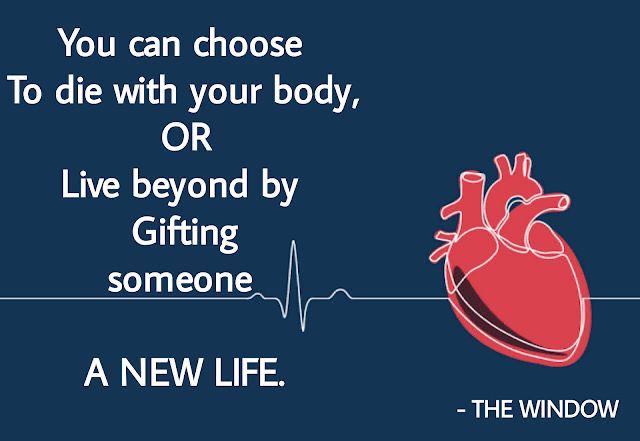 You can choose
To die with your body,
OR
Live beyond by
Gifting
someone
A NEW LIFE.
- THE WINDOW